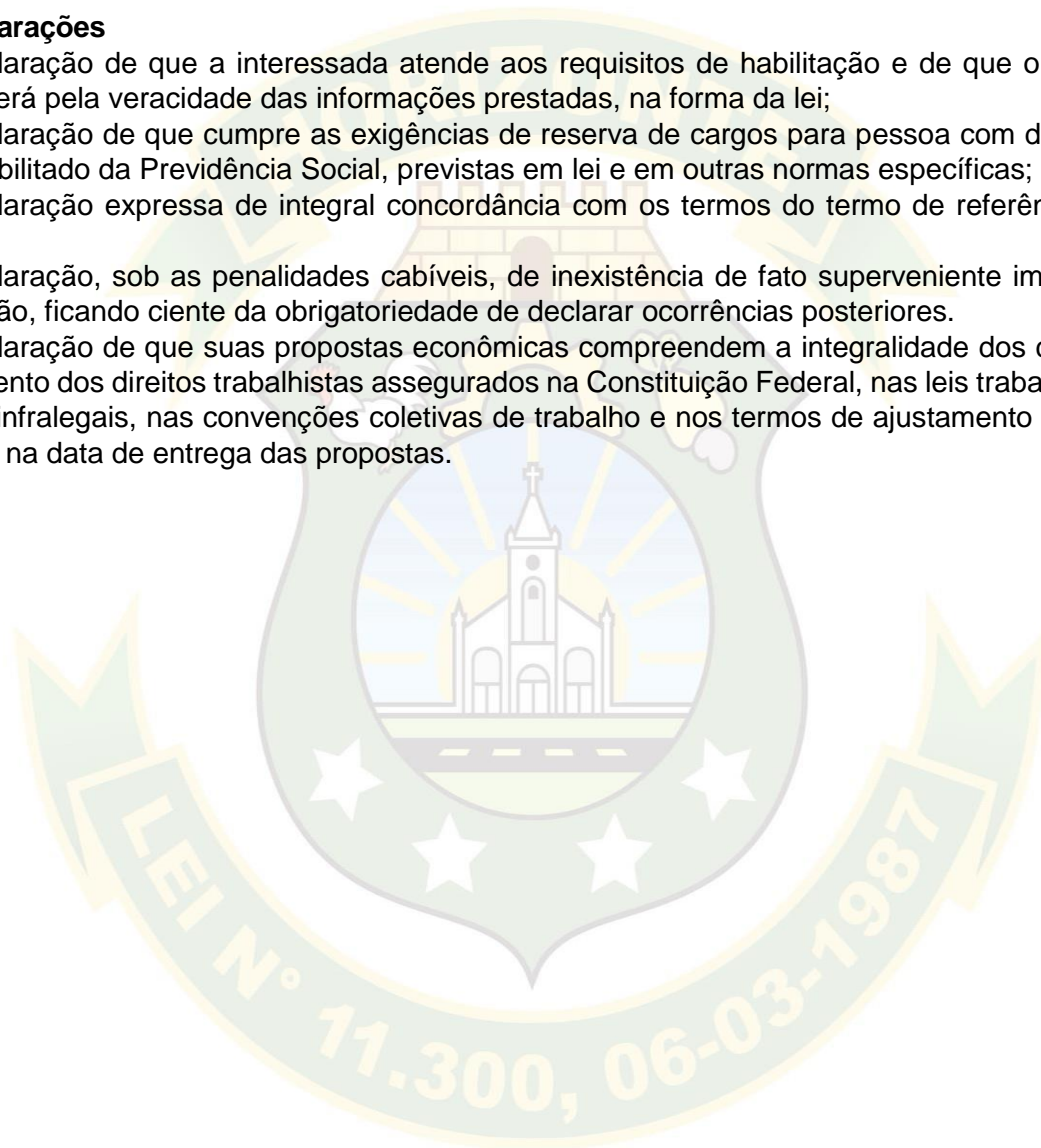 arações
laração de que a interessada atende aos requisitos de habilitação e de que o
erá pela veracidade das informações prestadas, na forma da lei;
laração de que cumpre as exigências de reserva de cargos para pessoa com d
bilitado da Previdência Social, previstas em lei e em outras normas específicas;
laração expressa de integral concordância com os termos do termo de referên
laração, sob as penalidades cabíveis, de inexistência de fato superveniente im
ão, ficando ciente da obrigatoriedade de declarar ocorrências posteriores.
laração de que suas propostas econômicas compreendem a integralidade dos
ento dos direitos trabalhistas assegurados na Constituição Federal, nas leis traba
infralegais, nas convenções coletivas de trabalho e nos termos de ajustamento
na data de entrega das propostas.
HORIZONTE
LEI Nº 11.300, 06-03-1987